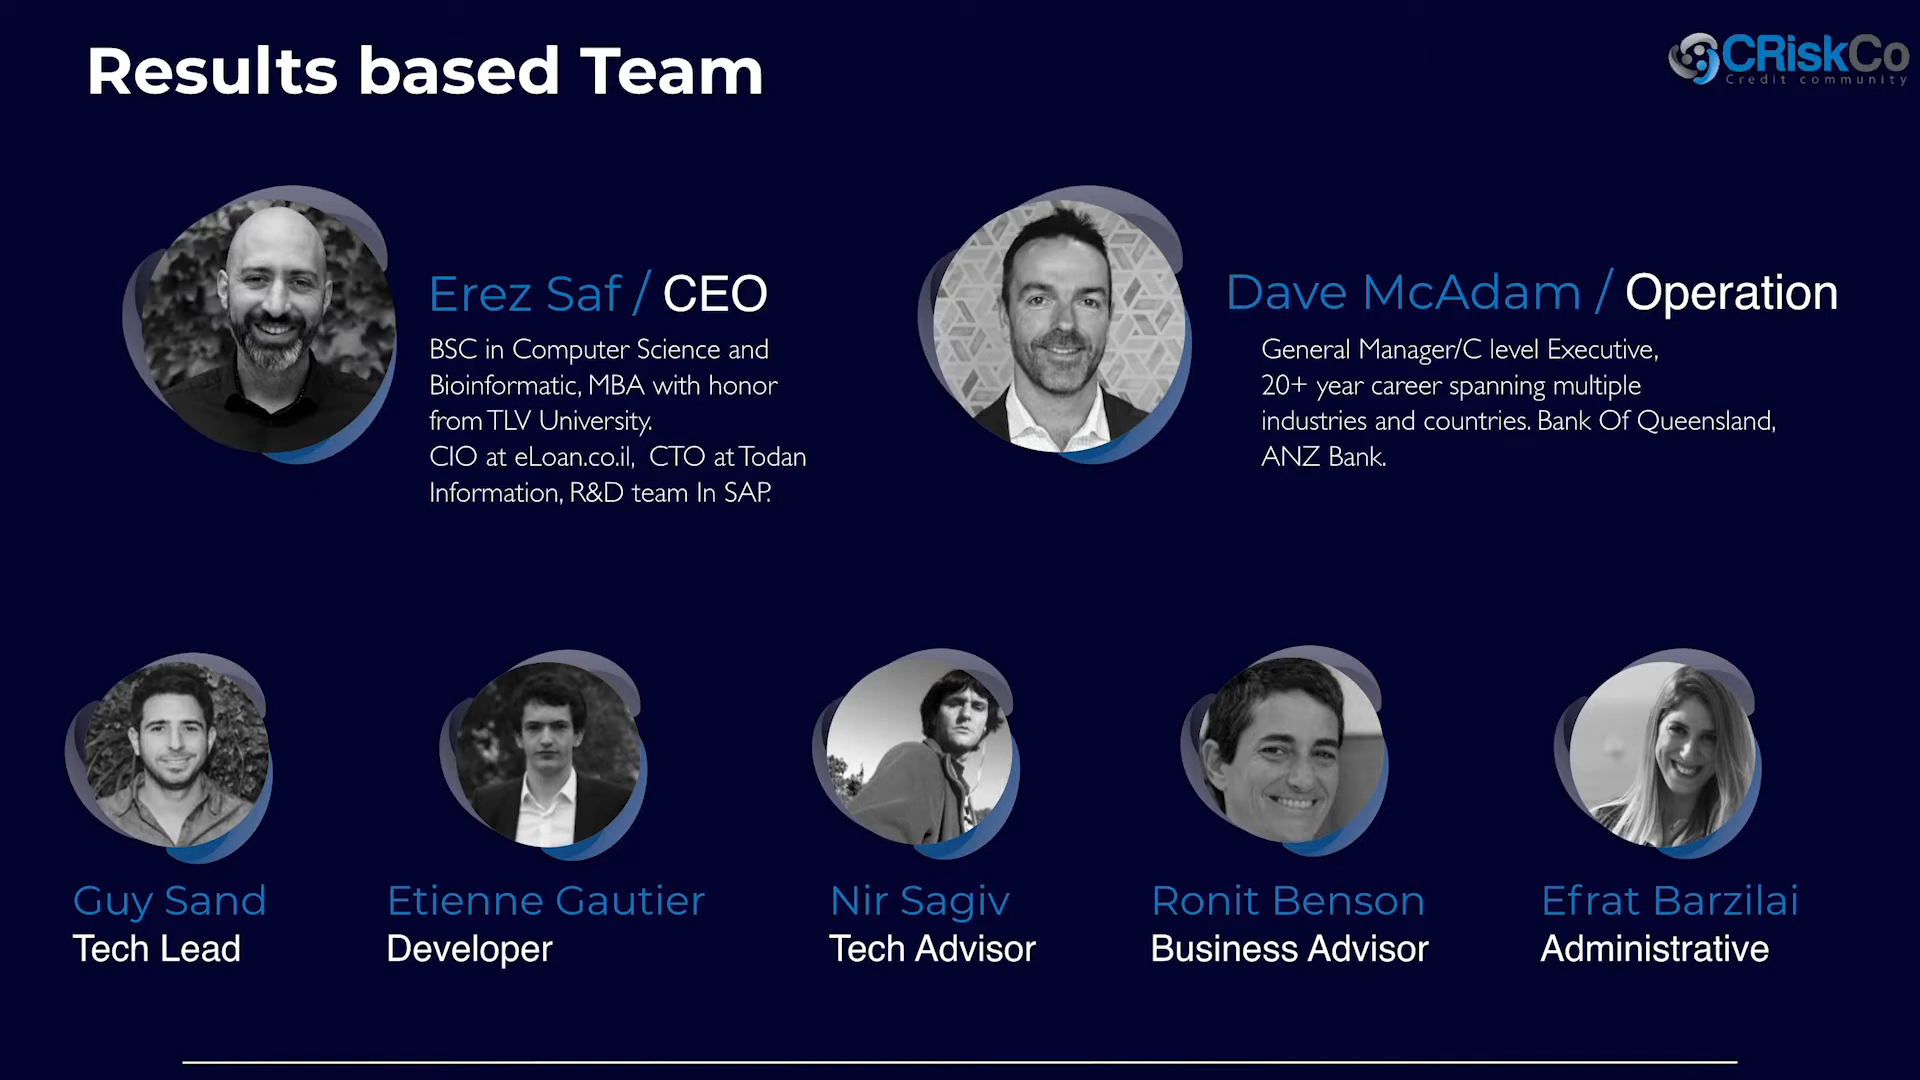 Results based Team
CRiskCo
Credit community
Erez Saf / CEO
BSC in Computer Science and
Bioinformatic, MBA with honor
from TLV University.
CIO at eLoan.co.il, CTO at Todan
Information, R&D team In SAP.
Dave McAdam / Operation
General Manager/C level Executive,
20+ year career spanning multiple
industries and countries. Bank Of Queensland,
ANZ Bank.
Guy Sand
Tech Lead
Etienne Gautier
Developer
Nir Sagiv
Tech Advisor
Ronit Benson
Business Advisor
Efrat Barzilai
Administrative